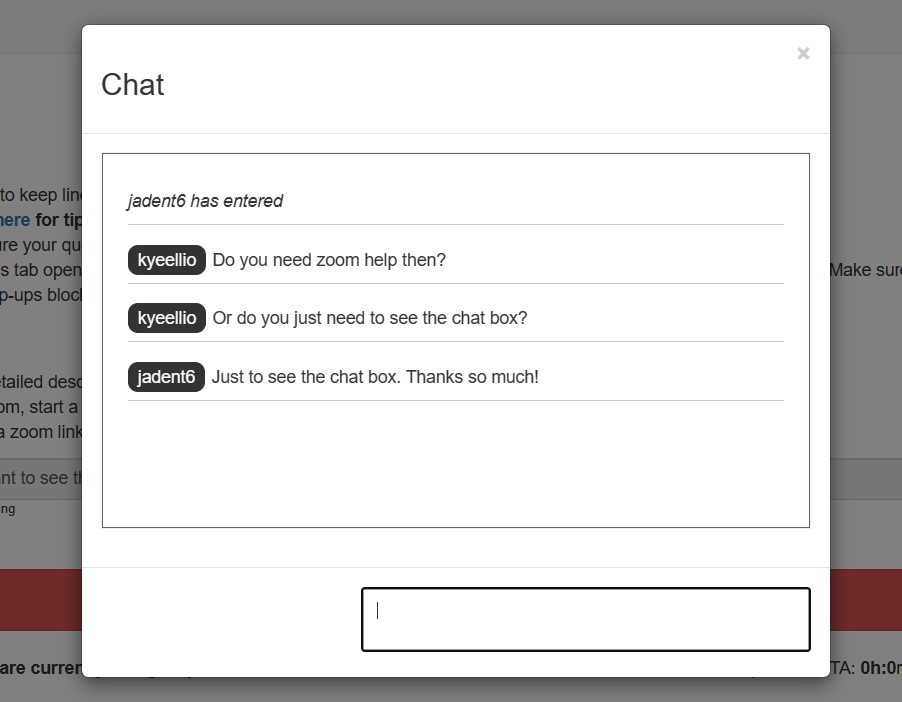 ×
Chat
to keep line
jadent6 has entered
here for tip
ure your qu
kyeellio Do you need zoom help then?
s tab open
Make sure
p-ups block
kyeellio Or do you just need to see the chat box?
jadent6 Just to see the chat box. Thanks so much!
etailed desc
om, start a
a zoom link
nt to see th
ng
are curren
TA: 0h:0m